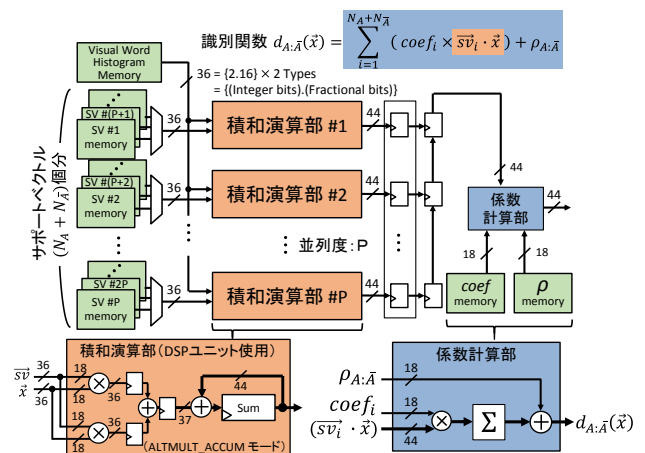 識別関数 d_{A:Ā}(x⃗) = \sum_{i=1}^{N_A+N_Ā} ( coef_i × \overrightarrow{sv_i} · x⃗ ) + ρ_{A:Ā}
Visual Word
Histogram
Memory
36 = {2.16} × 2 Types
= {(Integer bits).(Fractional bits)}
サポートベクトル
(N_A + N_Ā)個分
SV #(P+1)
SV #1
memory
36
積和演算部 #1
44
SV #(P+2)
SV #2
memory
36
積和演算部 #2
44
44
係数
計算部
44
並列度:P
18
18
SV #2P
SV #P
memory
36
積和演算部 #P
44
coef
memory
ρ
memory
積和演算部(DSPユニット使用)
\overrightarrow{sv} 36
x⃗ 36
18
18
36
18
18
36
37
44
Sum
(ALTMULT_ACCUM モード)
係数計算部
ρ_{A:Ā} 18
coef_i 18
(\overrightarrow{sv_i} · x⃗) 44
Σ
d_{A:Ā}(x⃗)